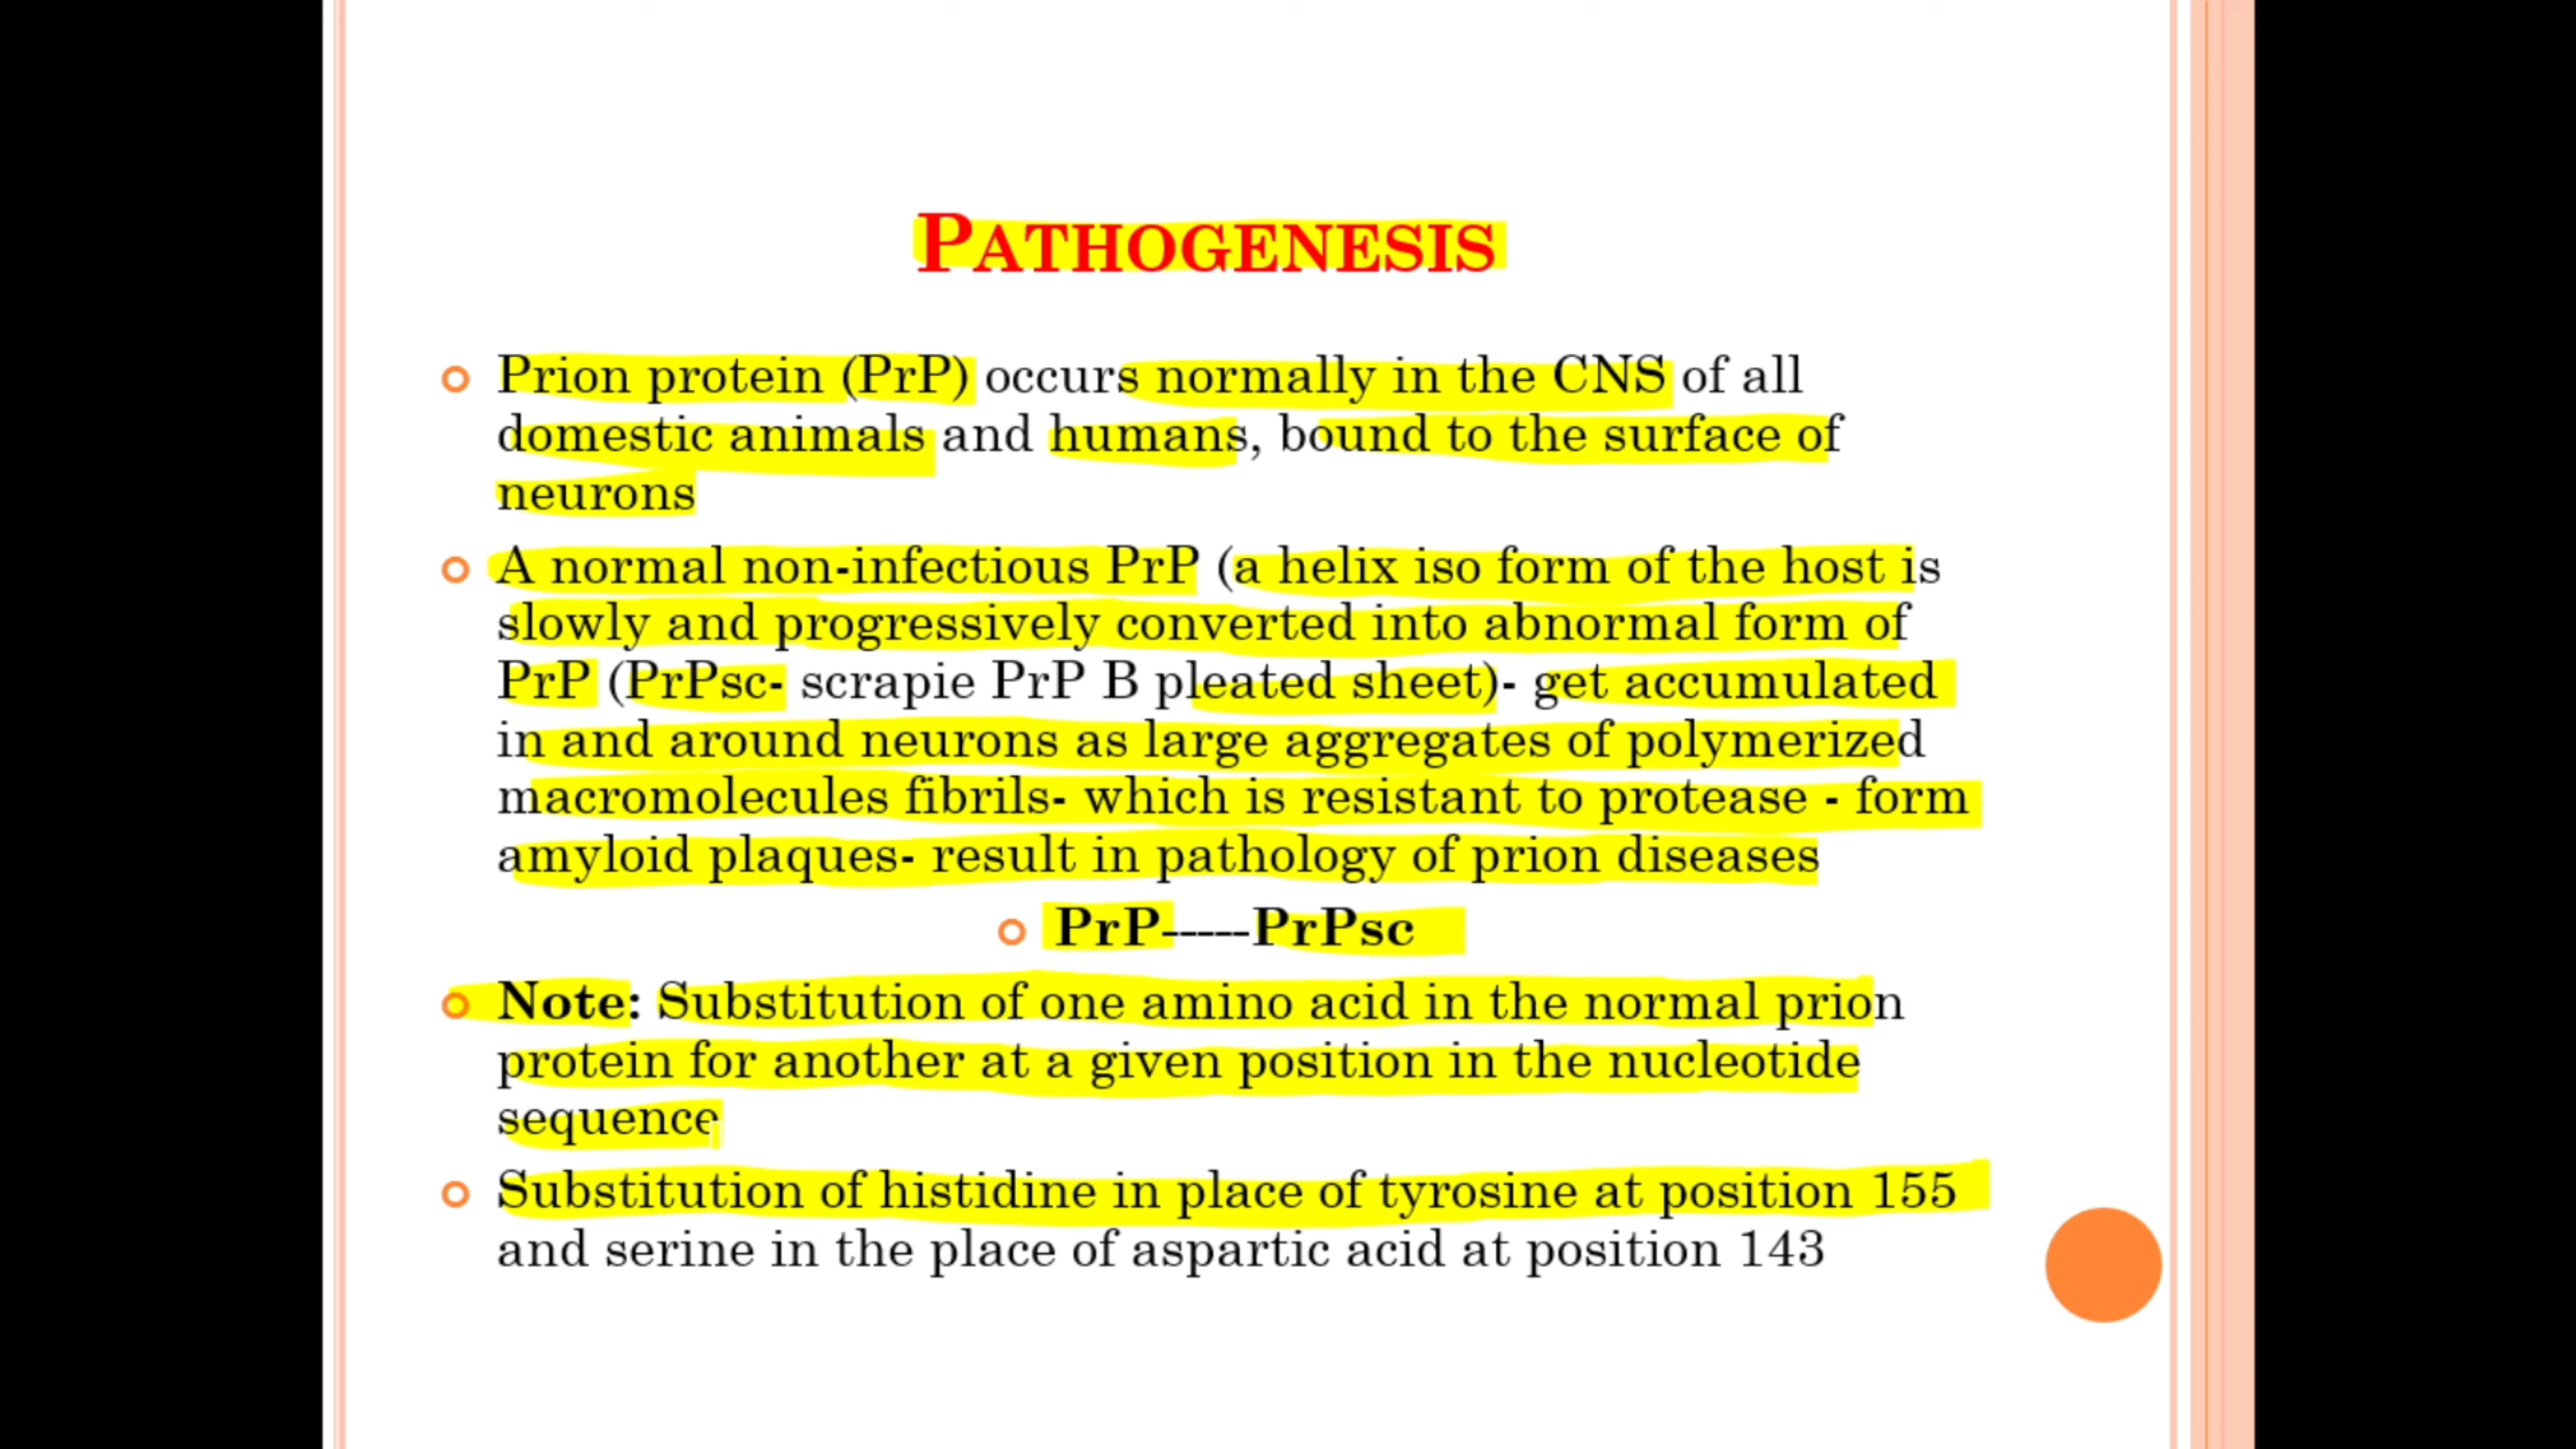 PATHOGENESIS
Prion protein (PrP) occurs normally in the CNS of all
domestic animals and humans, bound to the surface of
neurons
A normal non-infectious PrP (a helix iso form of the host is
slowly and progressively converted into abnormal form of
PrP (PrPsc- scrapie PrP B pleated sheet)- get accumulated
in and around neurons as large aggregates of polymerized
macromolecules fibrils- which is resistant to protease - form
amyloid plaques- result in pathology of prion diseases
PrP-----PrPsc
Note: Substitution of one amino acid in the normal prion
protein for another at a given position in the nucleotide
sequence
Substitution of histidine in place of tyrosine at position 155
and serine in the place of aspartic acid at position 143